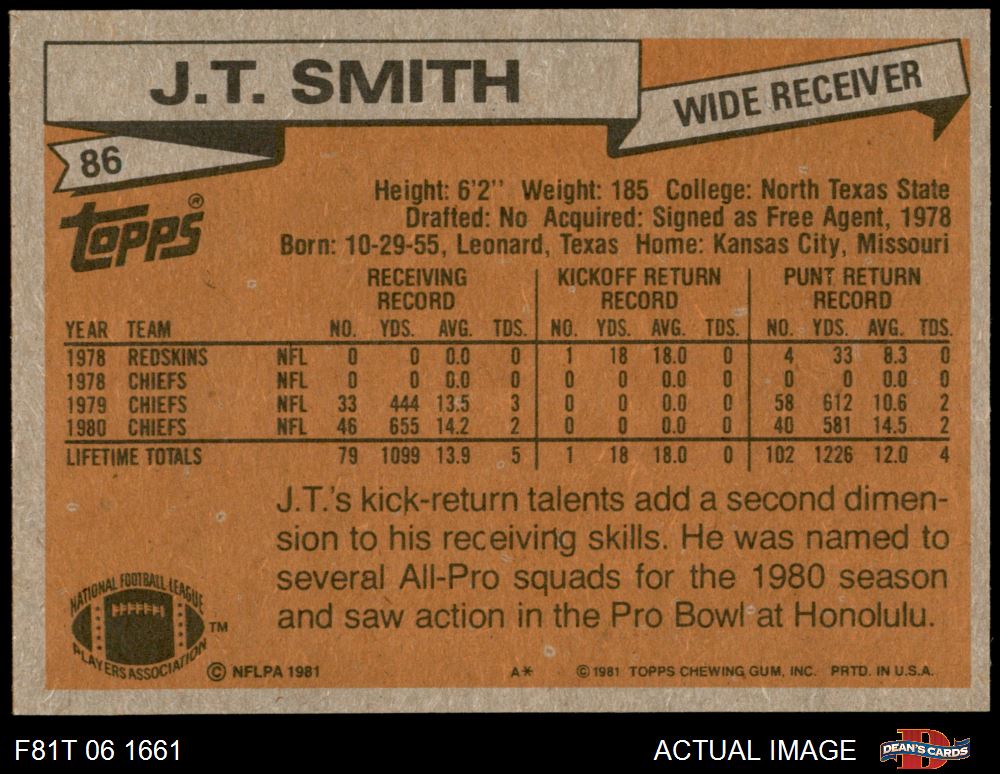 J.T. SMITH
WIDE RECEIVER
86
TOPPS®
Height: 6'2'' Weight: 185 College: North Texas State
Drafted: No Acquired: Signed as Free Agent, 1978
Born: 10-29-55, Leonard, Texas Home: Kansas City, Missouri
RECEIVING RECORD KICKOFF RETURN RECORD PUNT RETURN RECORD
YEAR TEAM NO. YDS. AVG. TDS. NO. YDS. AVG. TDS. NO. YDS. AVG. TDS.
1978 REDSKINS NFL 0 0 0.0 0 1 18 18.0 0 4 33 8.3 0
1978 CHIEFS NFL 0 0 0.0 0 0 0 0.0 0 0 0 0.0 0
1979 CHIEFS NFL 33 444 13.5 3 0 0 0.0 0 58 612 10.6 2
1980 CHIEFS NFL 46 655 14.2 2 0 0 0.0 0 40 581 14.5 2
LIFETIME TOTALS 79 1099 13.9 5 1 18 18.0 0 102 1226 12.0 4
J.T.'s kick-return talents add a second dimen-
sion to his receiving skills. He was named to
several All-Pro squads for the 1980 season
and saw action in the Pro Bowl at Honolulu.
NATIONAL FOOTBALL LEAGUE
PLAYERS ASSOCIATION
TM
© NFLPA 1981 A* © 1981 TOPPS CHEWING GUM, INC. PRTD. IN U.S.A.
F81T 06 1661 ACTUAL IMAGE DEAN'S CARDS